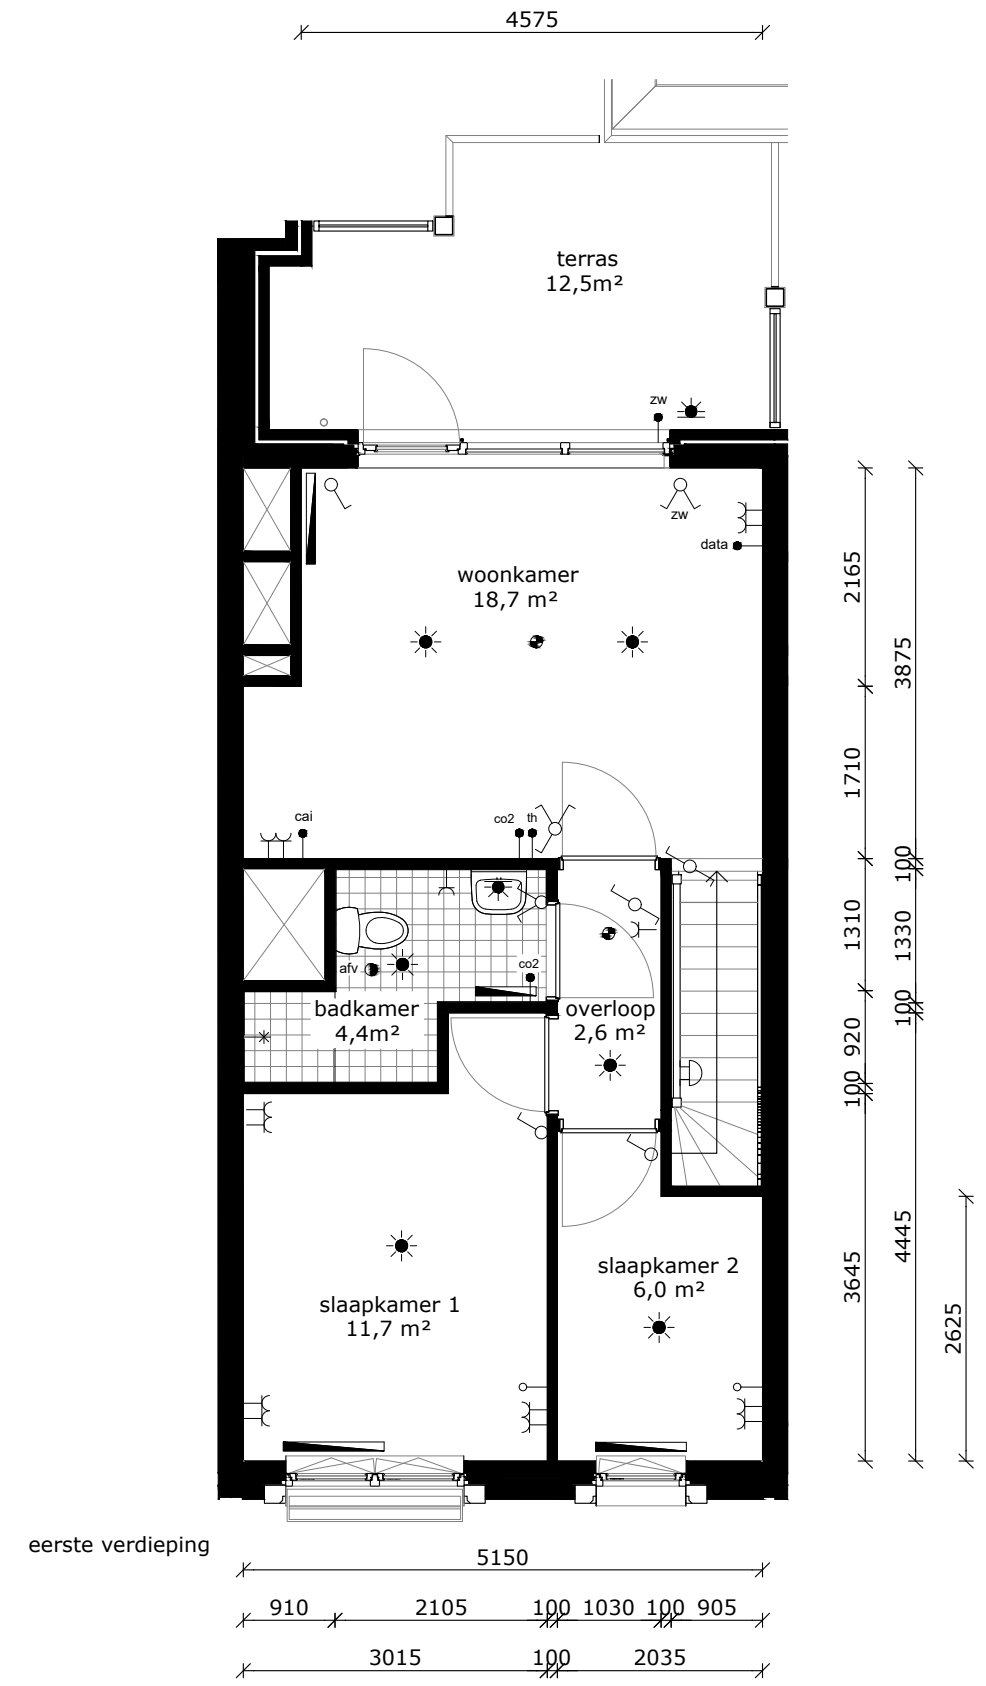 4575
terras
12,5m²
zw
zw
data
woonkamer
18,7 m²
2165
3875
1710
cai
co2
th
100
1310
1330
afv
co2
badkamer
4,4m²
overloop
2,6 m²
100
920
100
slaapkamer 1
11,7 m²
slaapkamer 2
6,0 m²
3645
4445
2625
eerste verdieping
5150
910
2105
100
1030
100
905
3015
100
2035